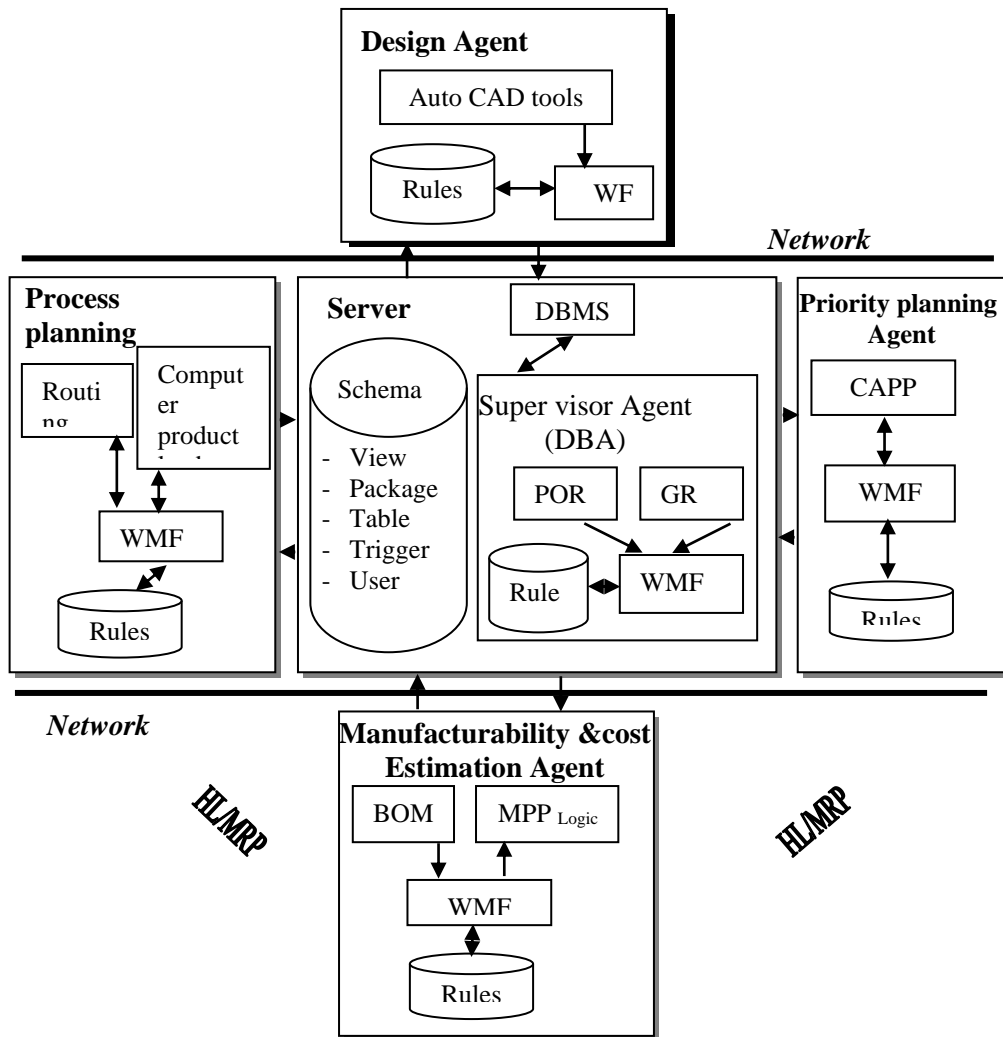 Design Agent
Auto CAD tools
Rules
WF
Network
Process
planning
Routi
ng
Comput
er
product
WMF
Rules
Server
Schema
- View
- Package
- Table
- Trigger
- User
DBMS
Super visor Agent
(DBA)
POR
GR
Rule
WMF
Priority planning
Agent
CAPP
WMF
Rules
Network
Manufacturability &cost
Estimation Agent
BOM
MPP Logic
WMF
Rules
HL/MRP
HL/MRP